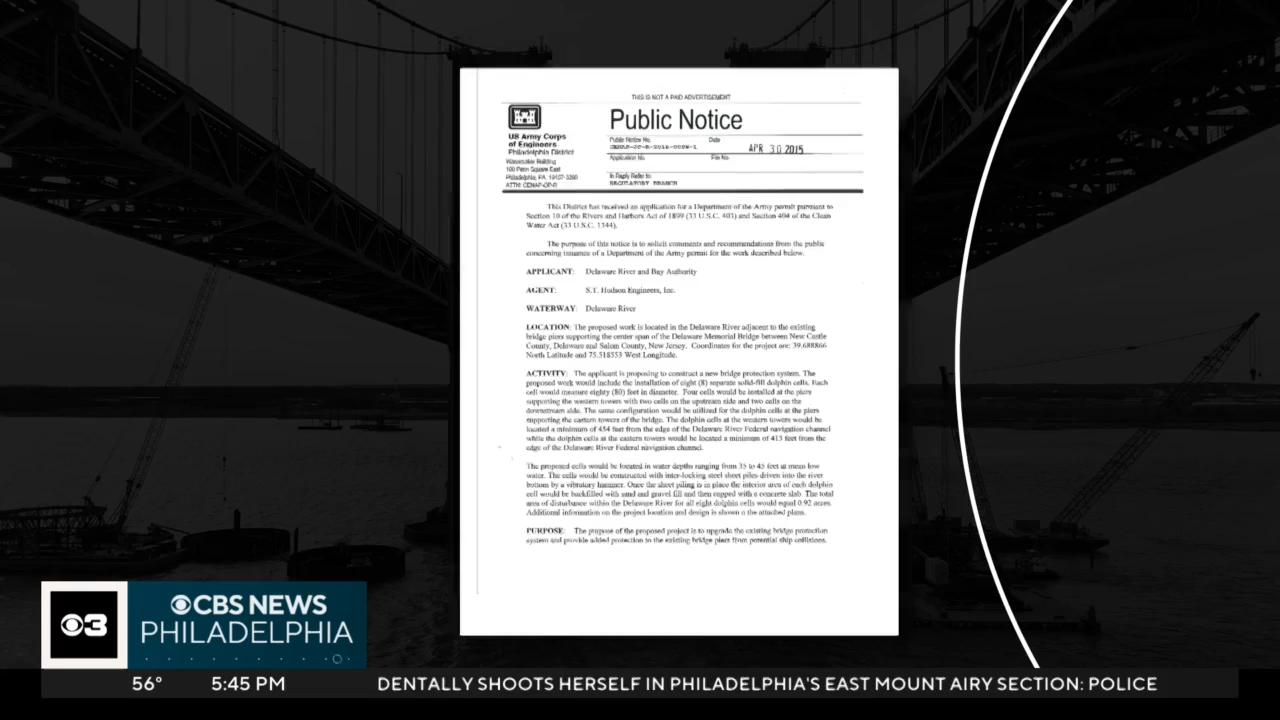 THIS IS NOT A PAID ADVERTISEMENT
US Army Corps
of Engineers
Philadelphia District
Wanamaker Building
100 Penn Square East
Philadelphia, PA 19107-3390
ATTN: CENAP-OP-R
Public Notice
Public Notice No.
Date
APR 30 2015
Application No.
File No.
In Reply Refer to:
REGULATORY BRANCH
This District has received an application for a Department of the Army permit pursuant to
Section 10 of the Rivers and Harbors Act of 1899 (33 U.S.C. 403) and Section 404 of the Clean
Water Act (33 U.S.C. 1344).
The purpose of this notice is to solicit comments and recommendations from the public
concerning issuance of a Department of the Army permit for the work described below.
APPLICANT: Delaware River and Bay Authority
AGENT: S.T. Hudson Engineers, Inc.
WATERWAY: Delaware River
LOCATION: The proposed work is located in the Delaware River adjacent to the existing
bridge piers supporting the center span of the Delaware Memorial Bridge between New Castle
County, Delaware and Salem County, New Jersey. Coordinates for the project are: 39.688866
North Latitude and 75.518553 West Longitude.
ACTIVITY: The applicant is proposing to construct a new bridge protection system. The
proposed work would include the installation of eight (8) separate solid-fill dolphin cells. Each
cell would measure eighty (80) feet in diameter. Four cells would be installed at the piers
supporting the western towers with two cells on the upstream side and two cells on the
downstream side. The same configuration would be utilized for the dolphin cells at the piers
supporting the eastern towers of the bridge. The dolphin cells at the western towers would be
located a minimum of 454 feet from the edge of the Delaware River Federal navigation channel
while the dolphin cells at the eastern towers would be located a minimum of 413 feet from the
edge of the Delaware River Federal navigation channel.
The proposed cells would be located in water depths ranging from 35 to 45 feet at mean low
water. The cells would be constructed with inter-locking steel sheet piles driven into the river
bottom by a vibratory hammer. Once the sheet piling is in place the interior area of each dolphin
cell would be backfilled with sand and gravel fill and then capped with a concrete slab. The total
area of disturbance within the Delaware River for all eight dolphin cells would equal 0.92 acres.
Additional information on the project location and design is shown n the attached plans.
PURPOSE: The purpose of the proposed project is to upgrade the existing bridge protection
system and provide added protection to the existing bridge piers from potential ship collisions.
3
CBS NEWS
PHILADELPHIA
56° 5:45 PM DENTALLY SHOOTS HERSELF IN PHILADELPHIA'S EAST MOUNT AIRY SECTION: POLICE